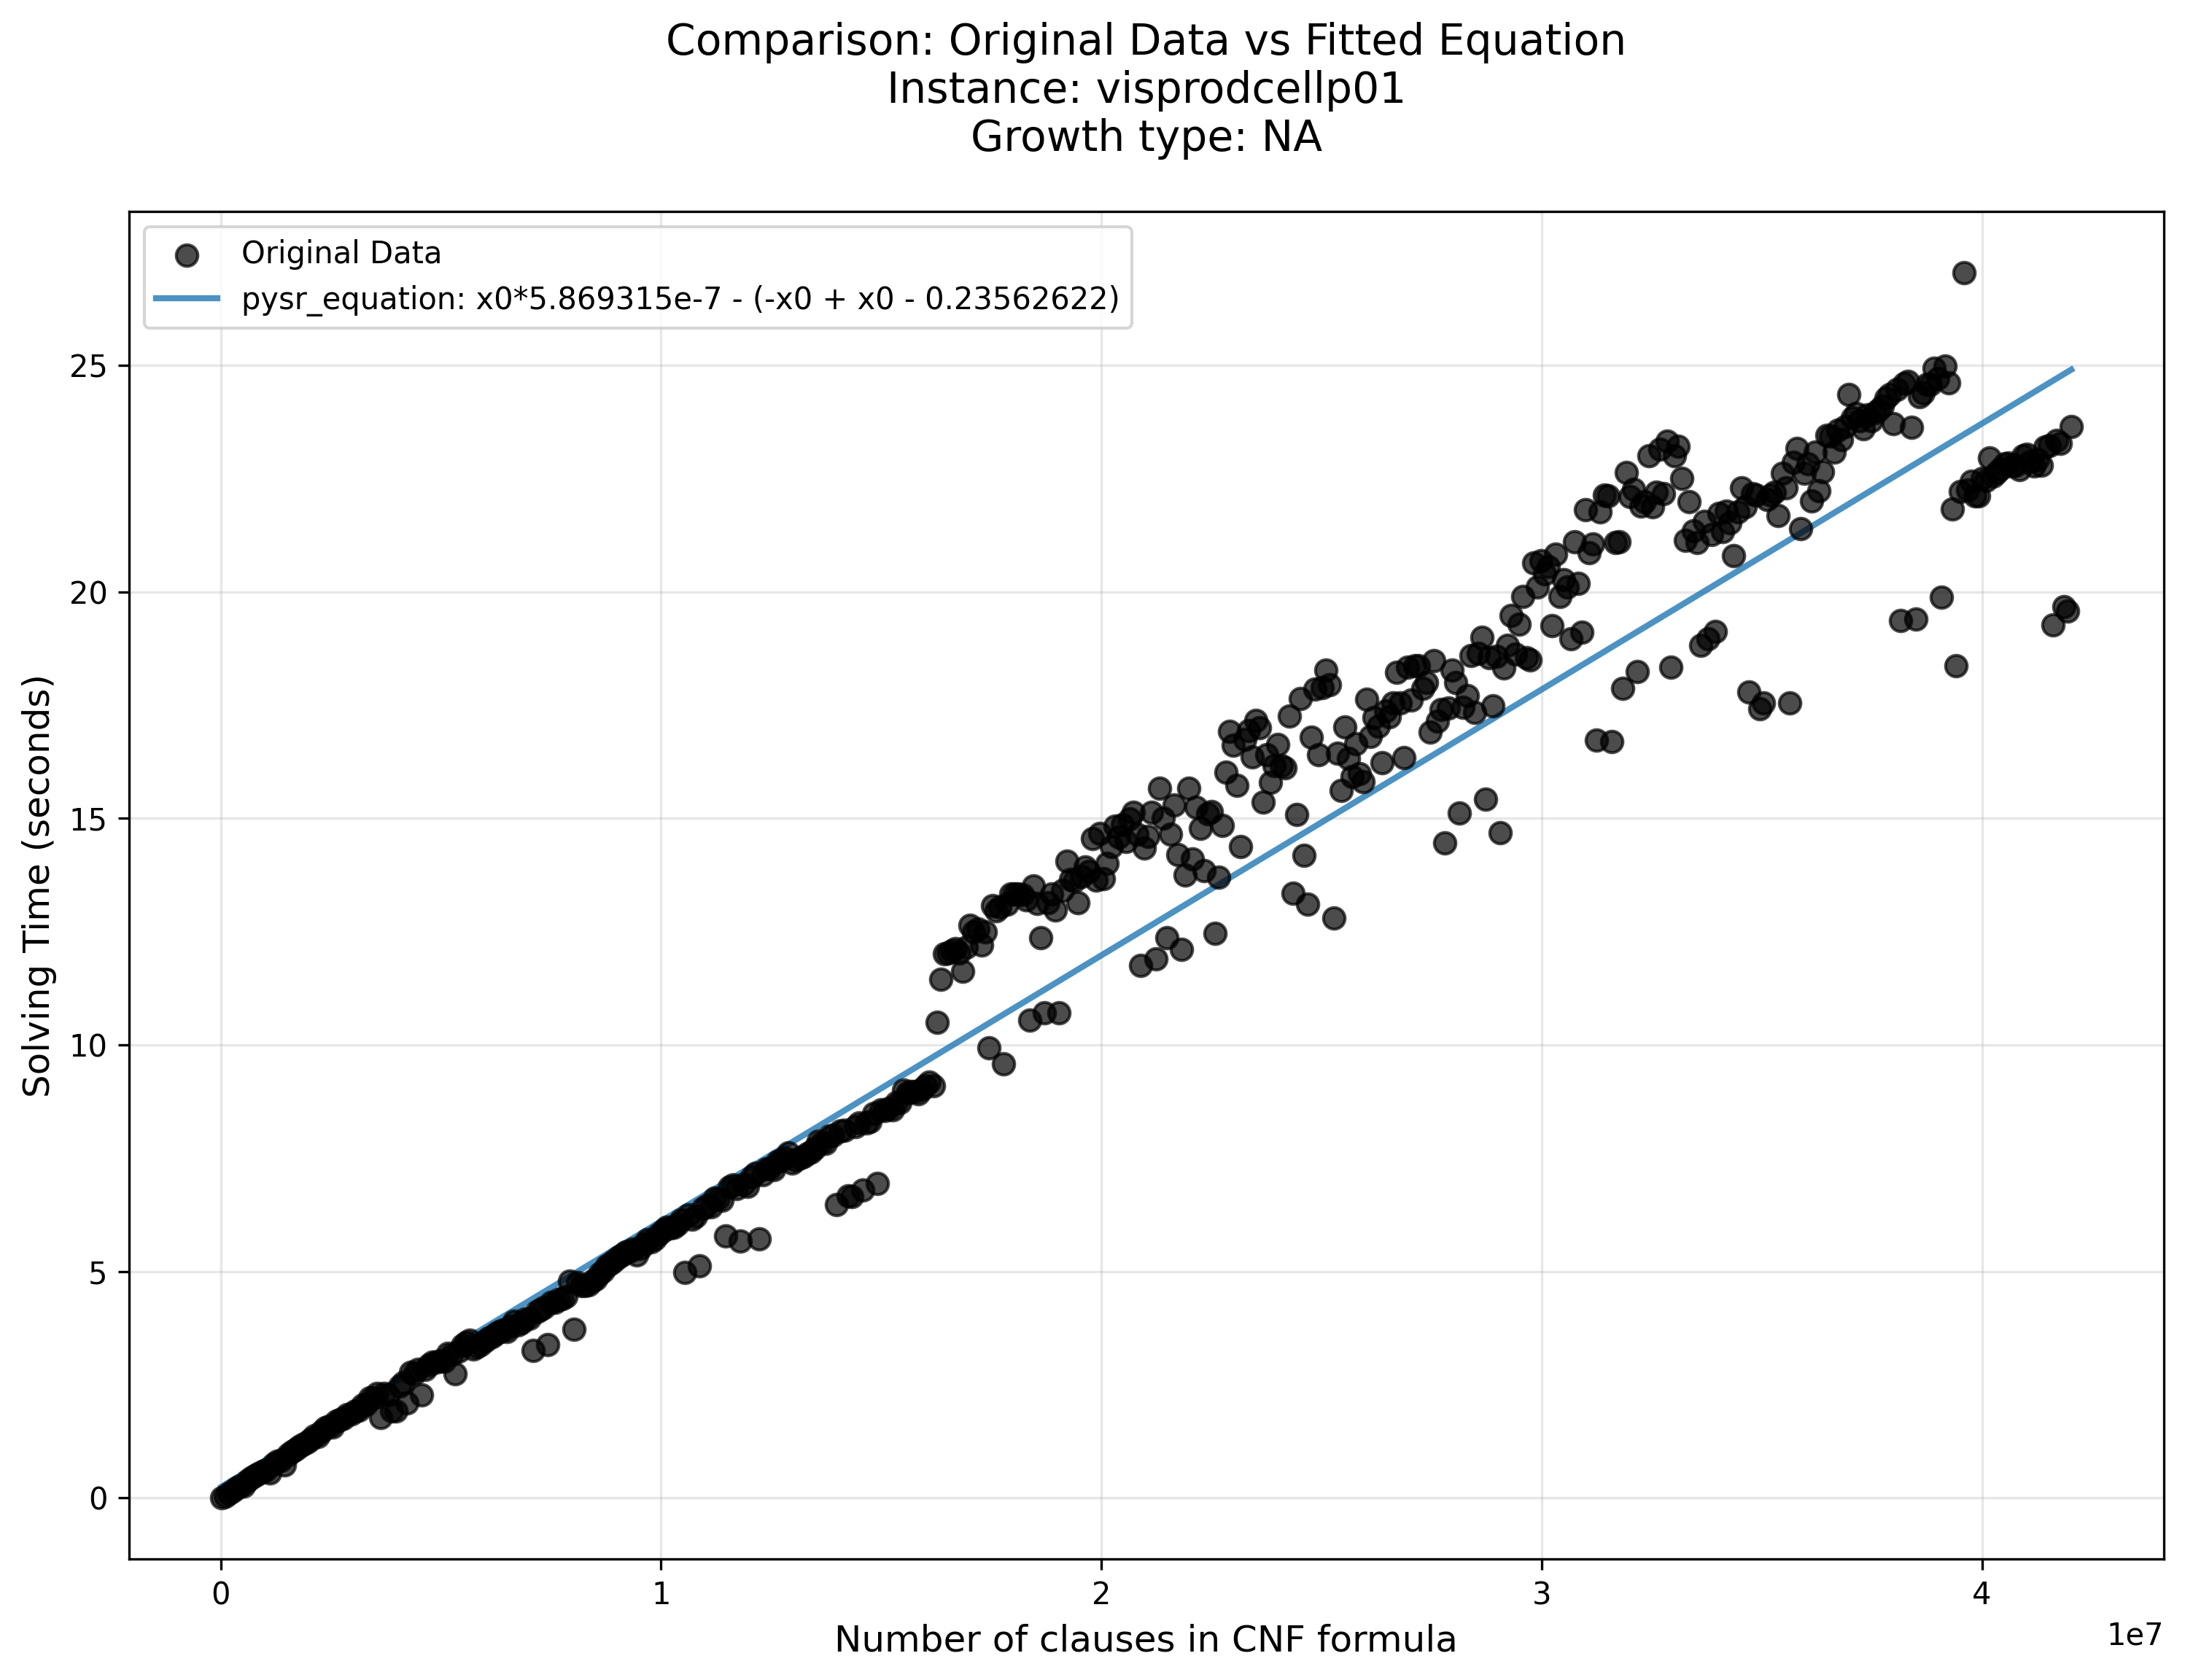 Comparison: Original Data vs Fitted Equation
Instance: visprodcellp01
Growth type: NA
Original Data
pysr_equation: x0*5.869315e-7 - (-x0 + x0 - 0.23562622)
25
20
15
10
5
0
Solving Time (seconds)
0 1 2 3 4
1e7
Number of clauses in CNF formula